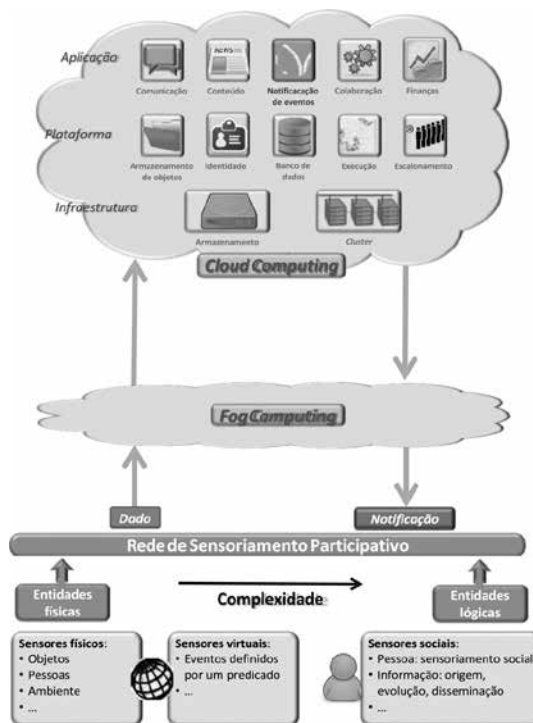 Aplicação
Comunicação
Conteúdo
Notificacação
de eventos
Colaboração
Finanças
Plataforma
Armazenamento
de objetos
Identidade
Banco de
dados
Execução
Escalonamento
Infraestrutura
Armazenamento
Cluster
Cloud Computing
Fog Computing
Dado
Notificação
Rede de Sensoriamento Participativo
Entidades
físicas
Complexidade
Entidades
lógicas
Sensores físicos:
• Objetos
• Pessoas
• Ambiente
• ...
Sensores virtuais:
• Eventos definidos
por um predicado
• ...
Sensores sociais:
• Pessoa: sensoriamento social
• Informação: origem,
evolução, disseminação
• ...